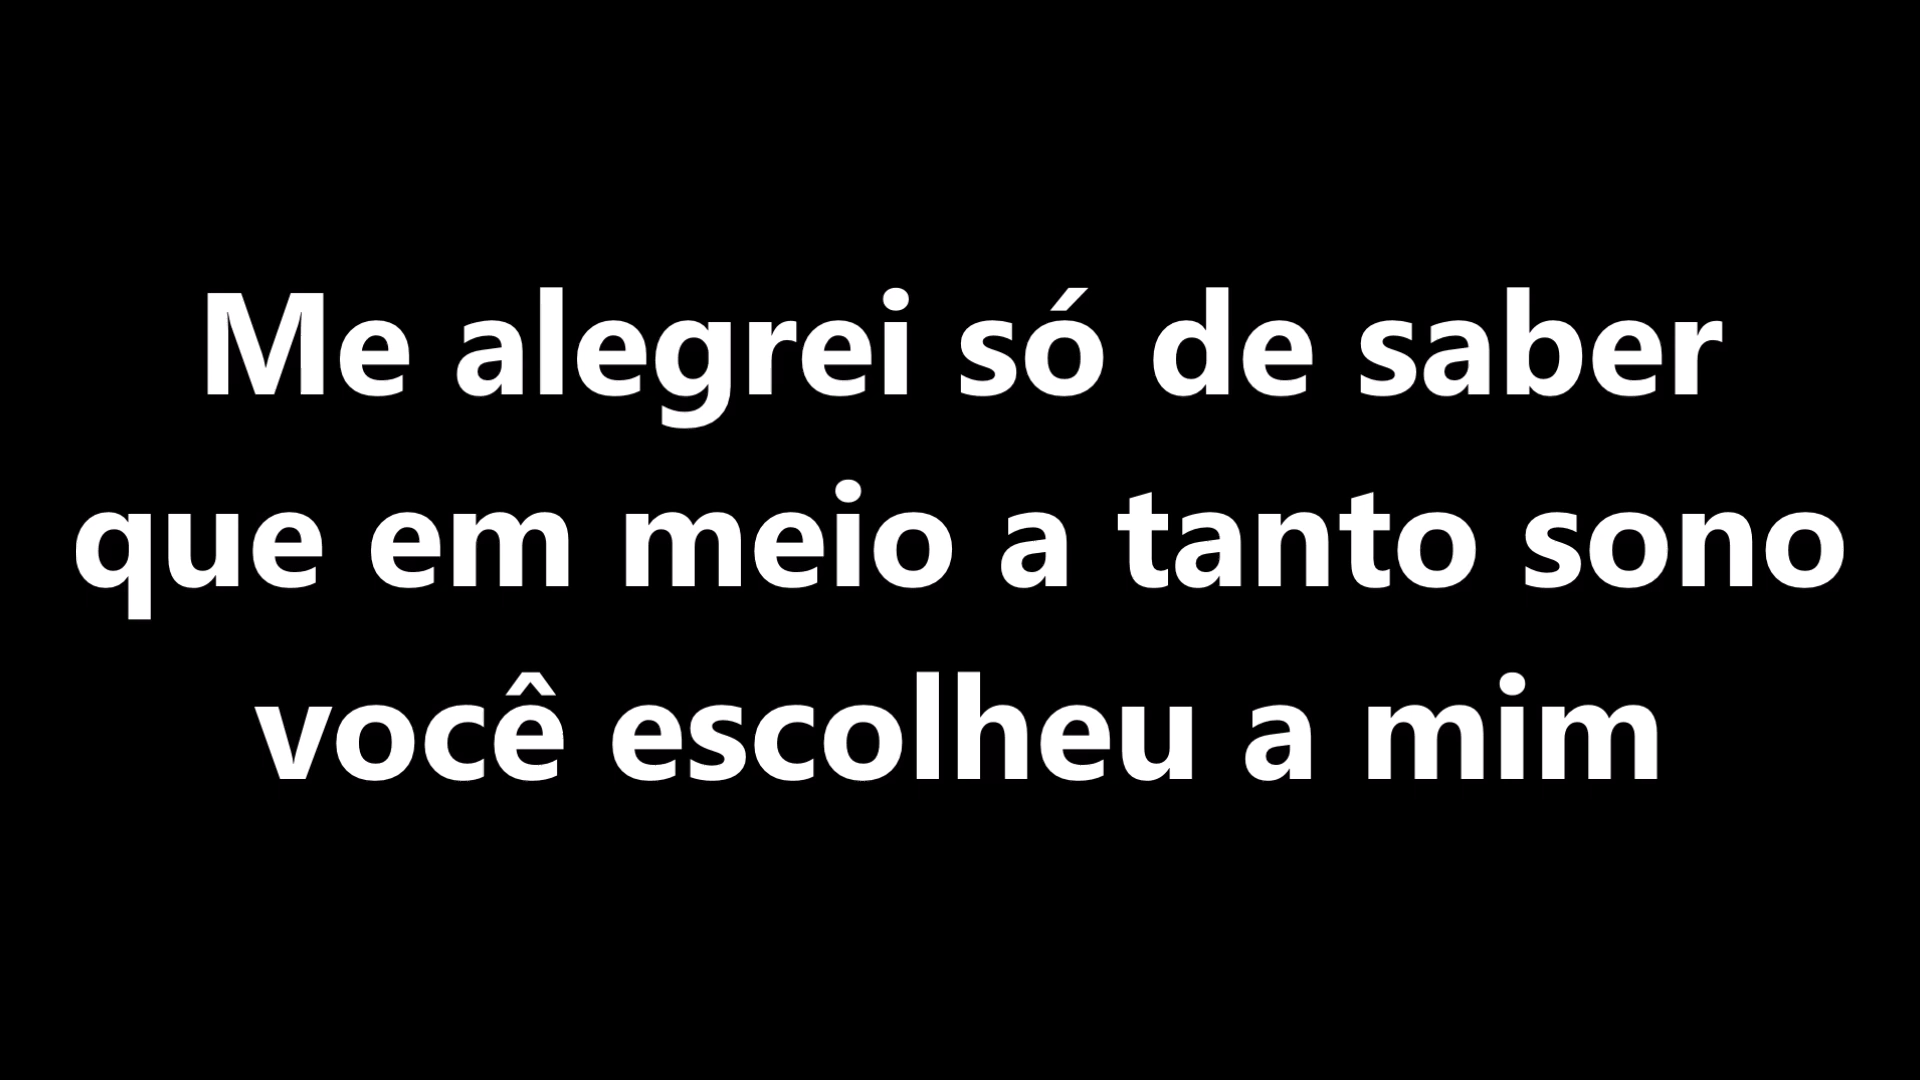 Me alegrei só de saber
que em meio a tanto sono
você escolheu a mim